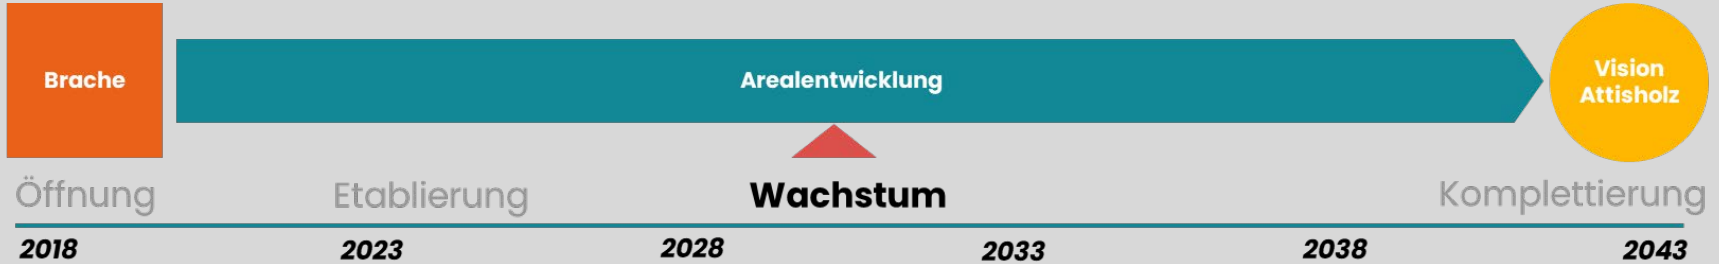 Brache
Arealentwicklung
Vision
Attisholz
Öffnung
Etablierung
Wachstum
Komplettierung
2018
2023
2028
2033
2038
2043